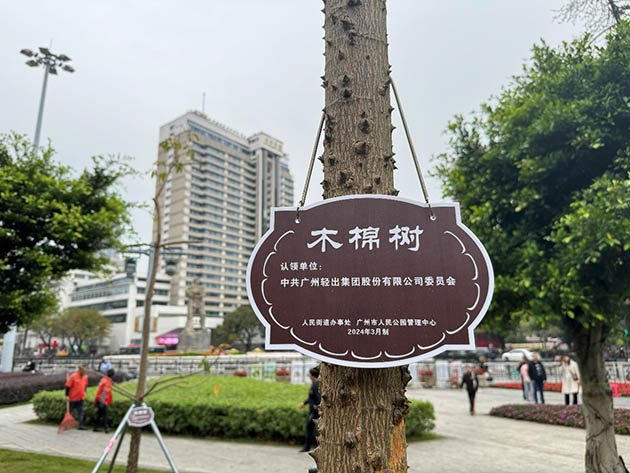 木棉树
认领单位：
中共广州轻出集团股份有限公司委员会
人民街道办事处 广州市人民公园管理中心
2024年3月制